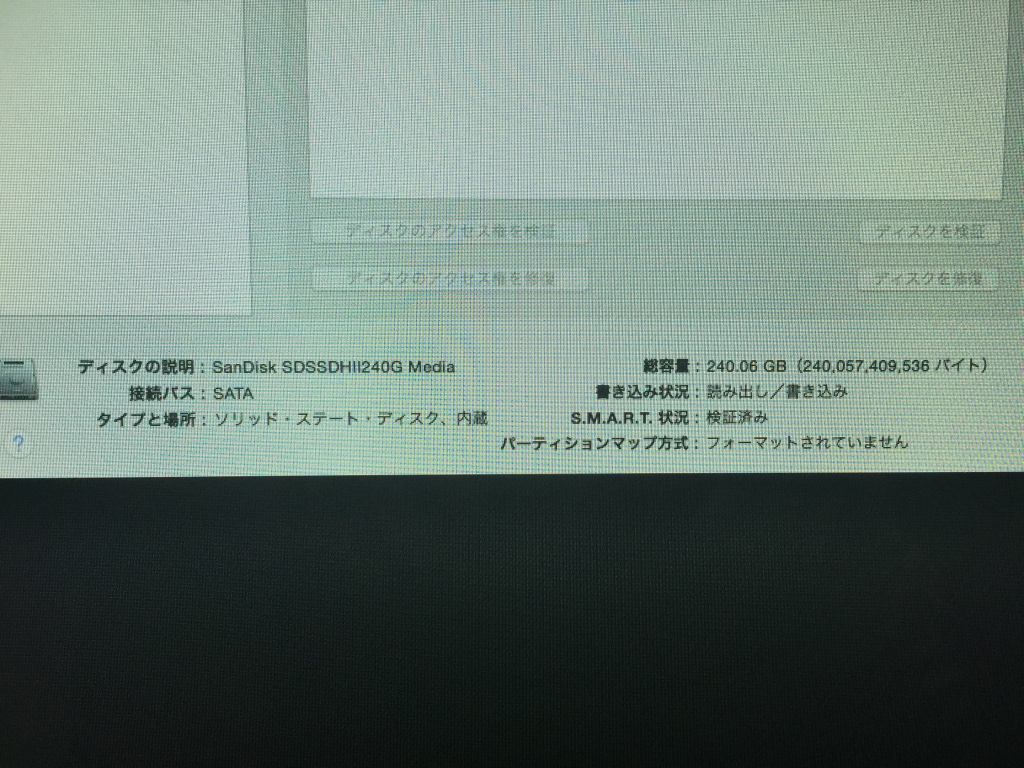 ディスクのアクセス権を検証
ディスクを検証
ディスクのアクセス権を修復
ディスクを修復
ディスクの説明：SanDisk SDSSDHII240G Media
接続バス：SATA
タイプと場所：ソリッド・ステート・ディスク、内蔵
総容量：240.06 GB（240,057,409,536 バイト）
書き込み状況：読み出し／書き込み
S.M.A.R.T. 状況：検証済み
パーティションマップ方式：フォーマットされていません
?